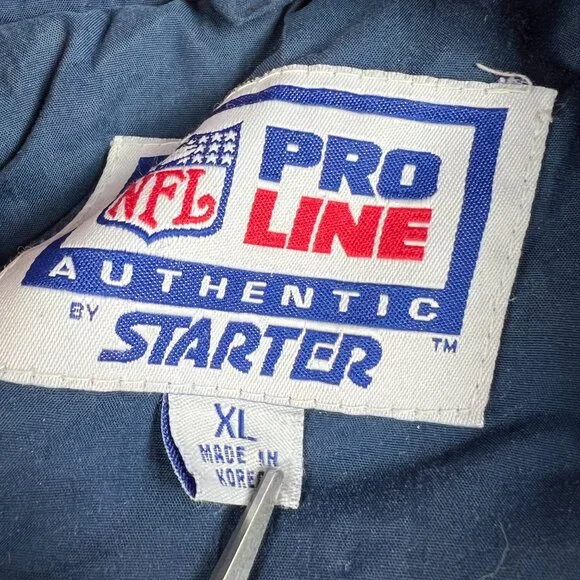 NFL
PRO
LINE
AUTHENTIC
BY STARTER ™
XL
MADE IN
KOREA